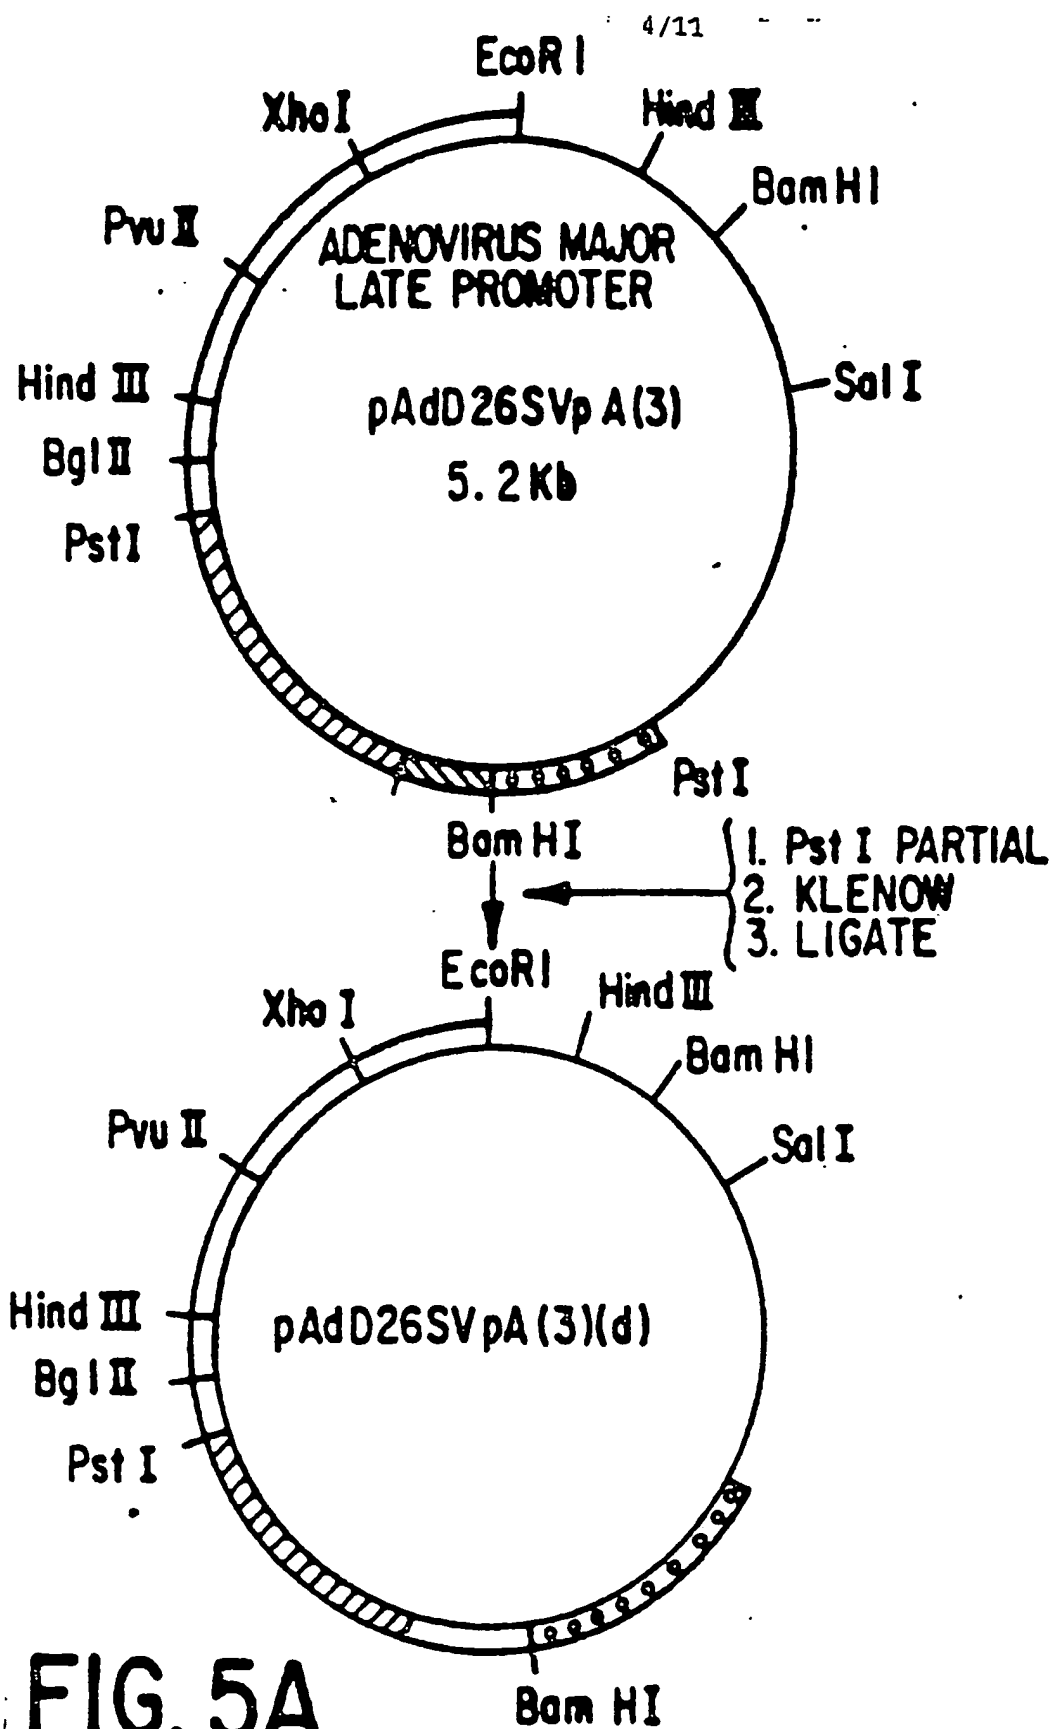 4/11
EcoR I
Xho I
Hind III
Bam HI
Pvu II
ADENOVIRUS MAJOR
LATE PROMOTER
Hind III
pAdD26SVpA(3)
Sal I
Bgl II
5.2Kb
Pst I
Pst I
Bam HI
1. Pst I PARTIAL
2. KLENOW
3. LIGATE
EcoRI
Xho I
Hind III
Bam HI
Pvu II
Sal I
Hind III
pAdD26SVpA(3)(d)
Bgl II
Pst I
FIG. 5A
Bam HI